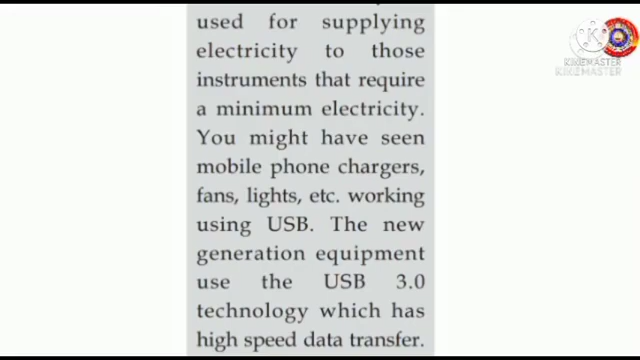 used for supplying
electricity to those
instruments that require
a minimum electricity.
You might have seen
mobile phone chargers,
fans, lights, etc. working
using USB. The new
generation equipment
use the USB 3.0
technology which has
high speed data transfer.
KINEMASTER
KINEMASTER